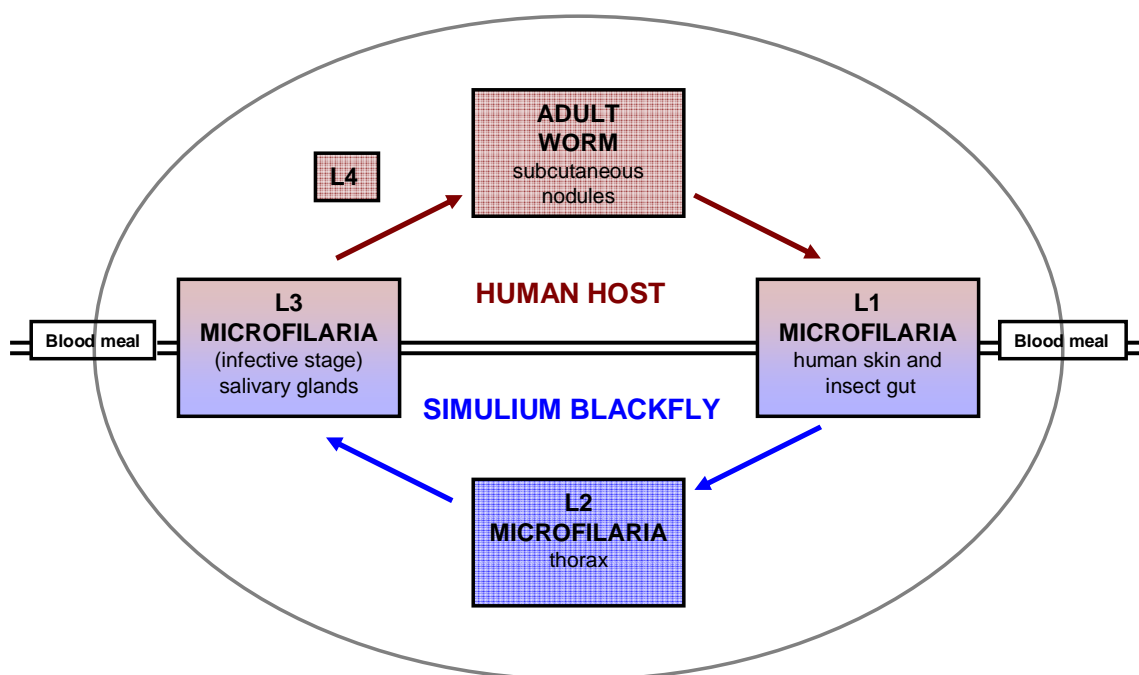 ADULT
WORM
subcutaneous
nodules
L4
HUMAN HOST
L3
MICROFILARIA
(infective stage)
salivary glands
L1
MICROFILARIA
human skin and
insect gut
Blood meal
Blood meal
SIMULIUM BLACKFLY
L2
MICROFILARIA
thorax